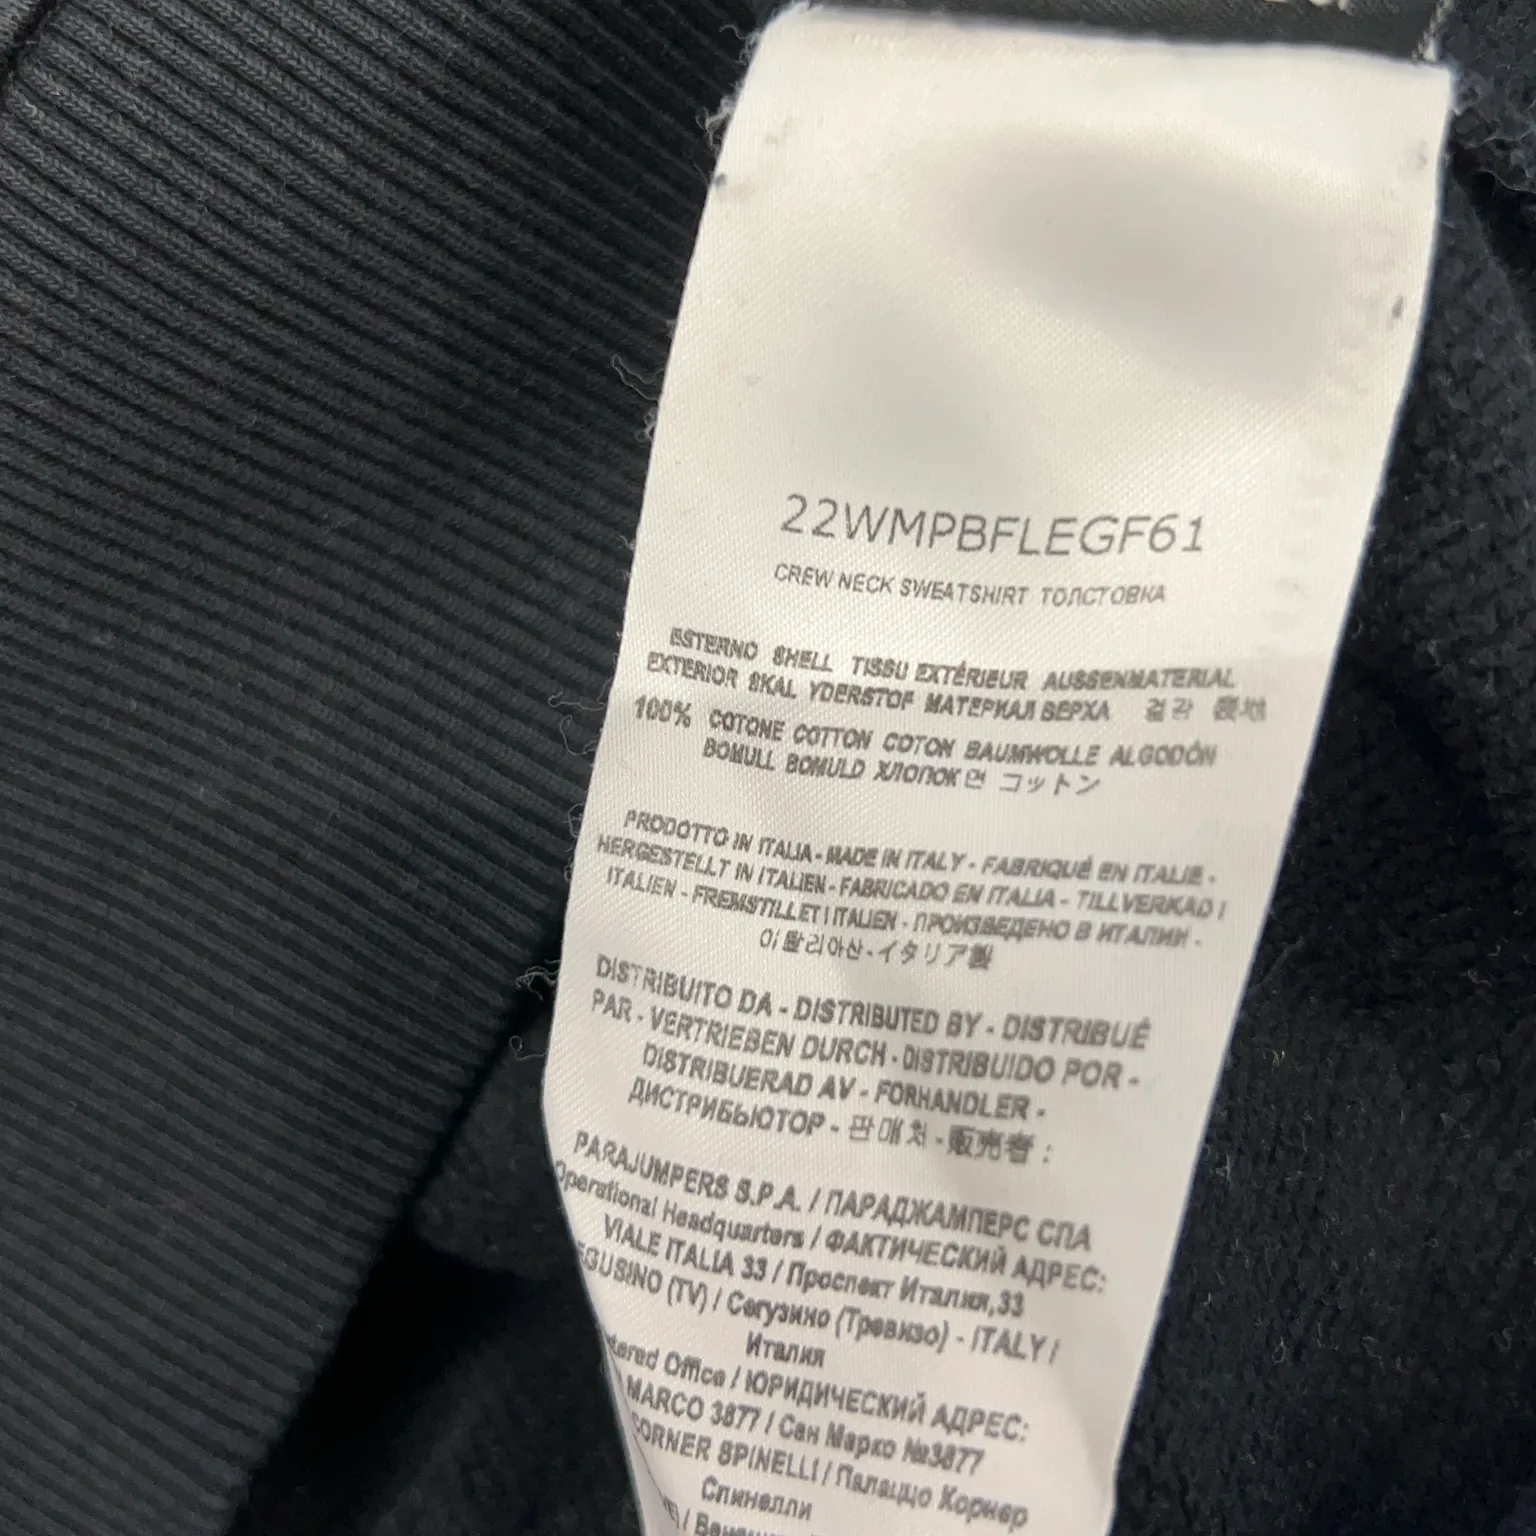 22WMPBFLEGF61
CREW NECK SWEATSHIRT ТОЛСТОВКА
ESTERNO SHELL TISSU EXTÉRIEUR AUSSENMATERIAL
EXTERIOR SKAL YDERSTOF МАТЕРИАЛ ВЕРХА 겉감 表地
100% COTONE COTTON COTON BAUMWOLLE ALGODÓN
BOMULL BOMULD ХЛОПОК 면 コットン
PRODOTTO IN ITALIA - MADE IN ITALY - FABRIQUÉ EN ITALIE -
HERGESTELLT IN ITALIEN - FABRICADO EN ITALIA - TILLVERKAD I
ITALIEN - FREMSTILLET I ITALIEN - ПРОИЗВЕДЕНО В ИТАЛИИ -
이탈리아산 - イタリア製
DISTRIBUITO DA - DISTRIBUTED BY - DISTRIBUÉ
PAR - VERTRIEBEN DURCH - DISTRIBUIDO POR -
DISTRIBUERAD AV - FORHANDLER -
ДИСТРИБЬЮТОР - 판매처 - 販売者 :
PARAJUMPERS S.P.A. / ПАРАДЖАМПЕРС СПА
Operational Headquarters / ФАКТИЧЕСКИЙ АДРЕС:
VIALE ITALIA 33 / Проспект Италия,33
EGUSINO (TV) / Сегузино (Тревизо) - ITALY /
Италия
tered Office / ЮРИДИЧЕСКИЙ АДРЕС:
MARCO 3877 / Сан Марко №3877
CORNER SPINELLI / Палаццо Корнер
Спинелли